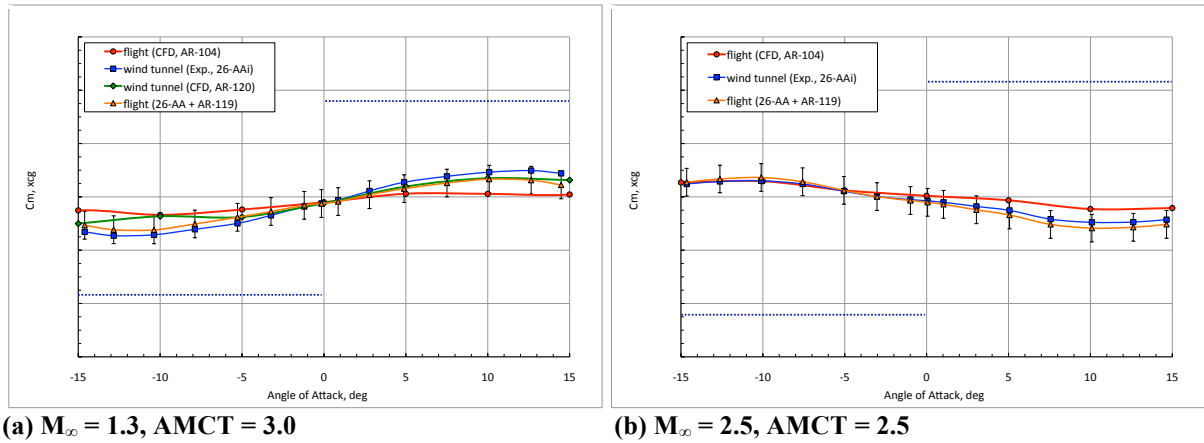 flight (CFD, AR-104)
wind tunnel (Exp., 26-AAi)
wind tunnel (CFD, AR-120)
flight (26-AA + AR-119)
Cm, xcg
-15 -10 -5 0 5 10 15
Angle of Attack, deg
(a) M∞ = 1.3, AMCT = 3.0
flight (CFD, AR-104)
wind tunnel (Exp., 26-AAi)
flight (26-AA + AR-119)
Cm, xcg
-15 -10 -5 0 5 10 15
Angle of Attack, deg
(b) M∞ = 2.5, AMCT = 2.5